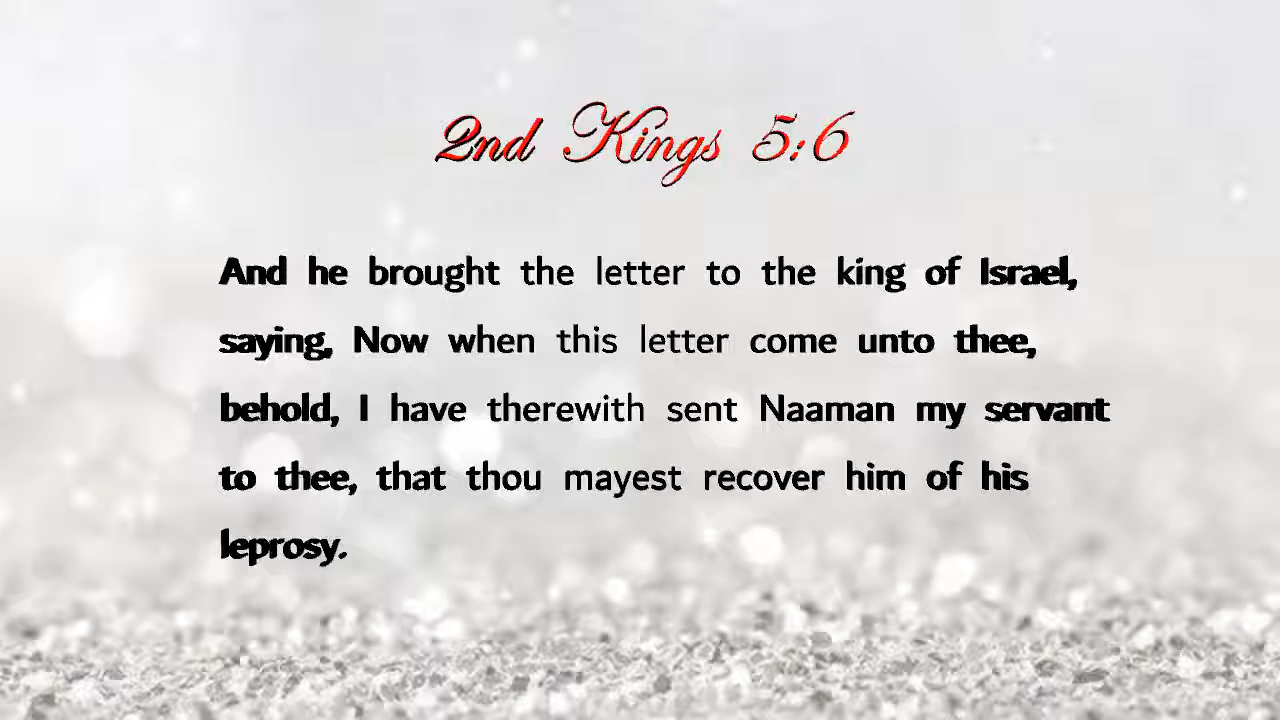 2nd Kings 5:6
And he brought the letter to the king of Israel,
saying, Now when this letter come unto thee,
behold, I have therewith sent Naaman my servant
to thee, that thou mayest recover him of his
leprosy.